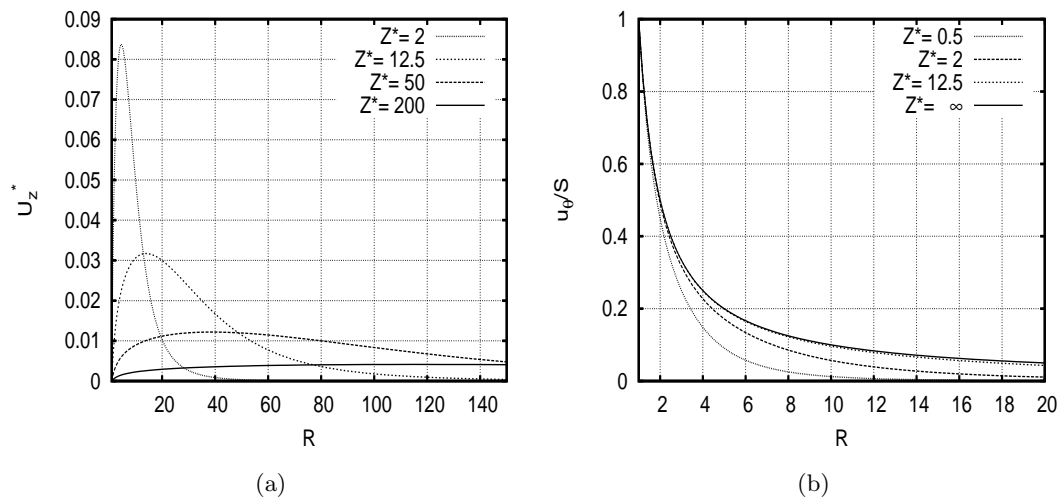 0.09
0.08
0.07
0.06
0.05
0.04
0.03
0.02
0.01
0
U_z^*
Z*= 2
Z*= 12.5
Z*= 50
Z*= 200
20 40 60 80 100 120 140
R
(a)
1
0.8
0.6
0.4
0.2
0
u_θ/S
Z*= 0.5
Z*= 2
Z*= 12.5
Z*= ∞
2 4 6 8 10 12 14 16 18 20
R
(b)